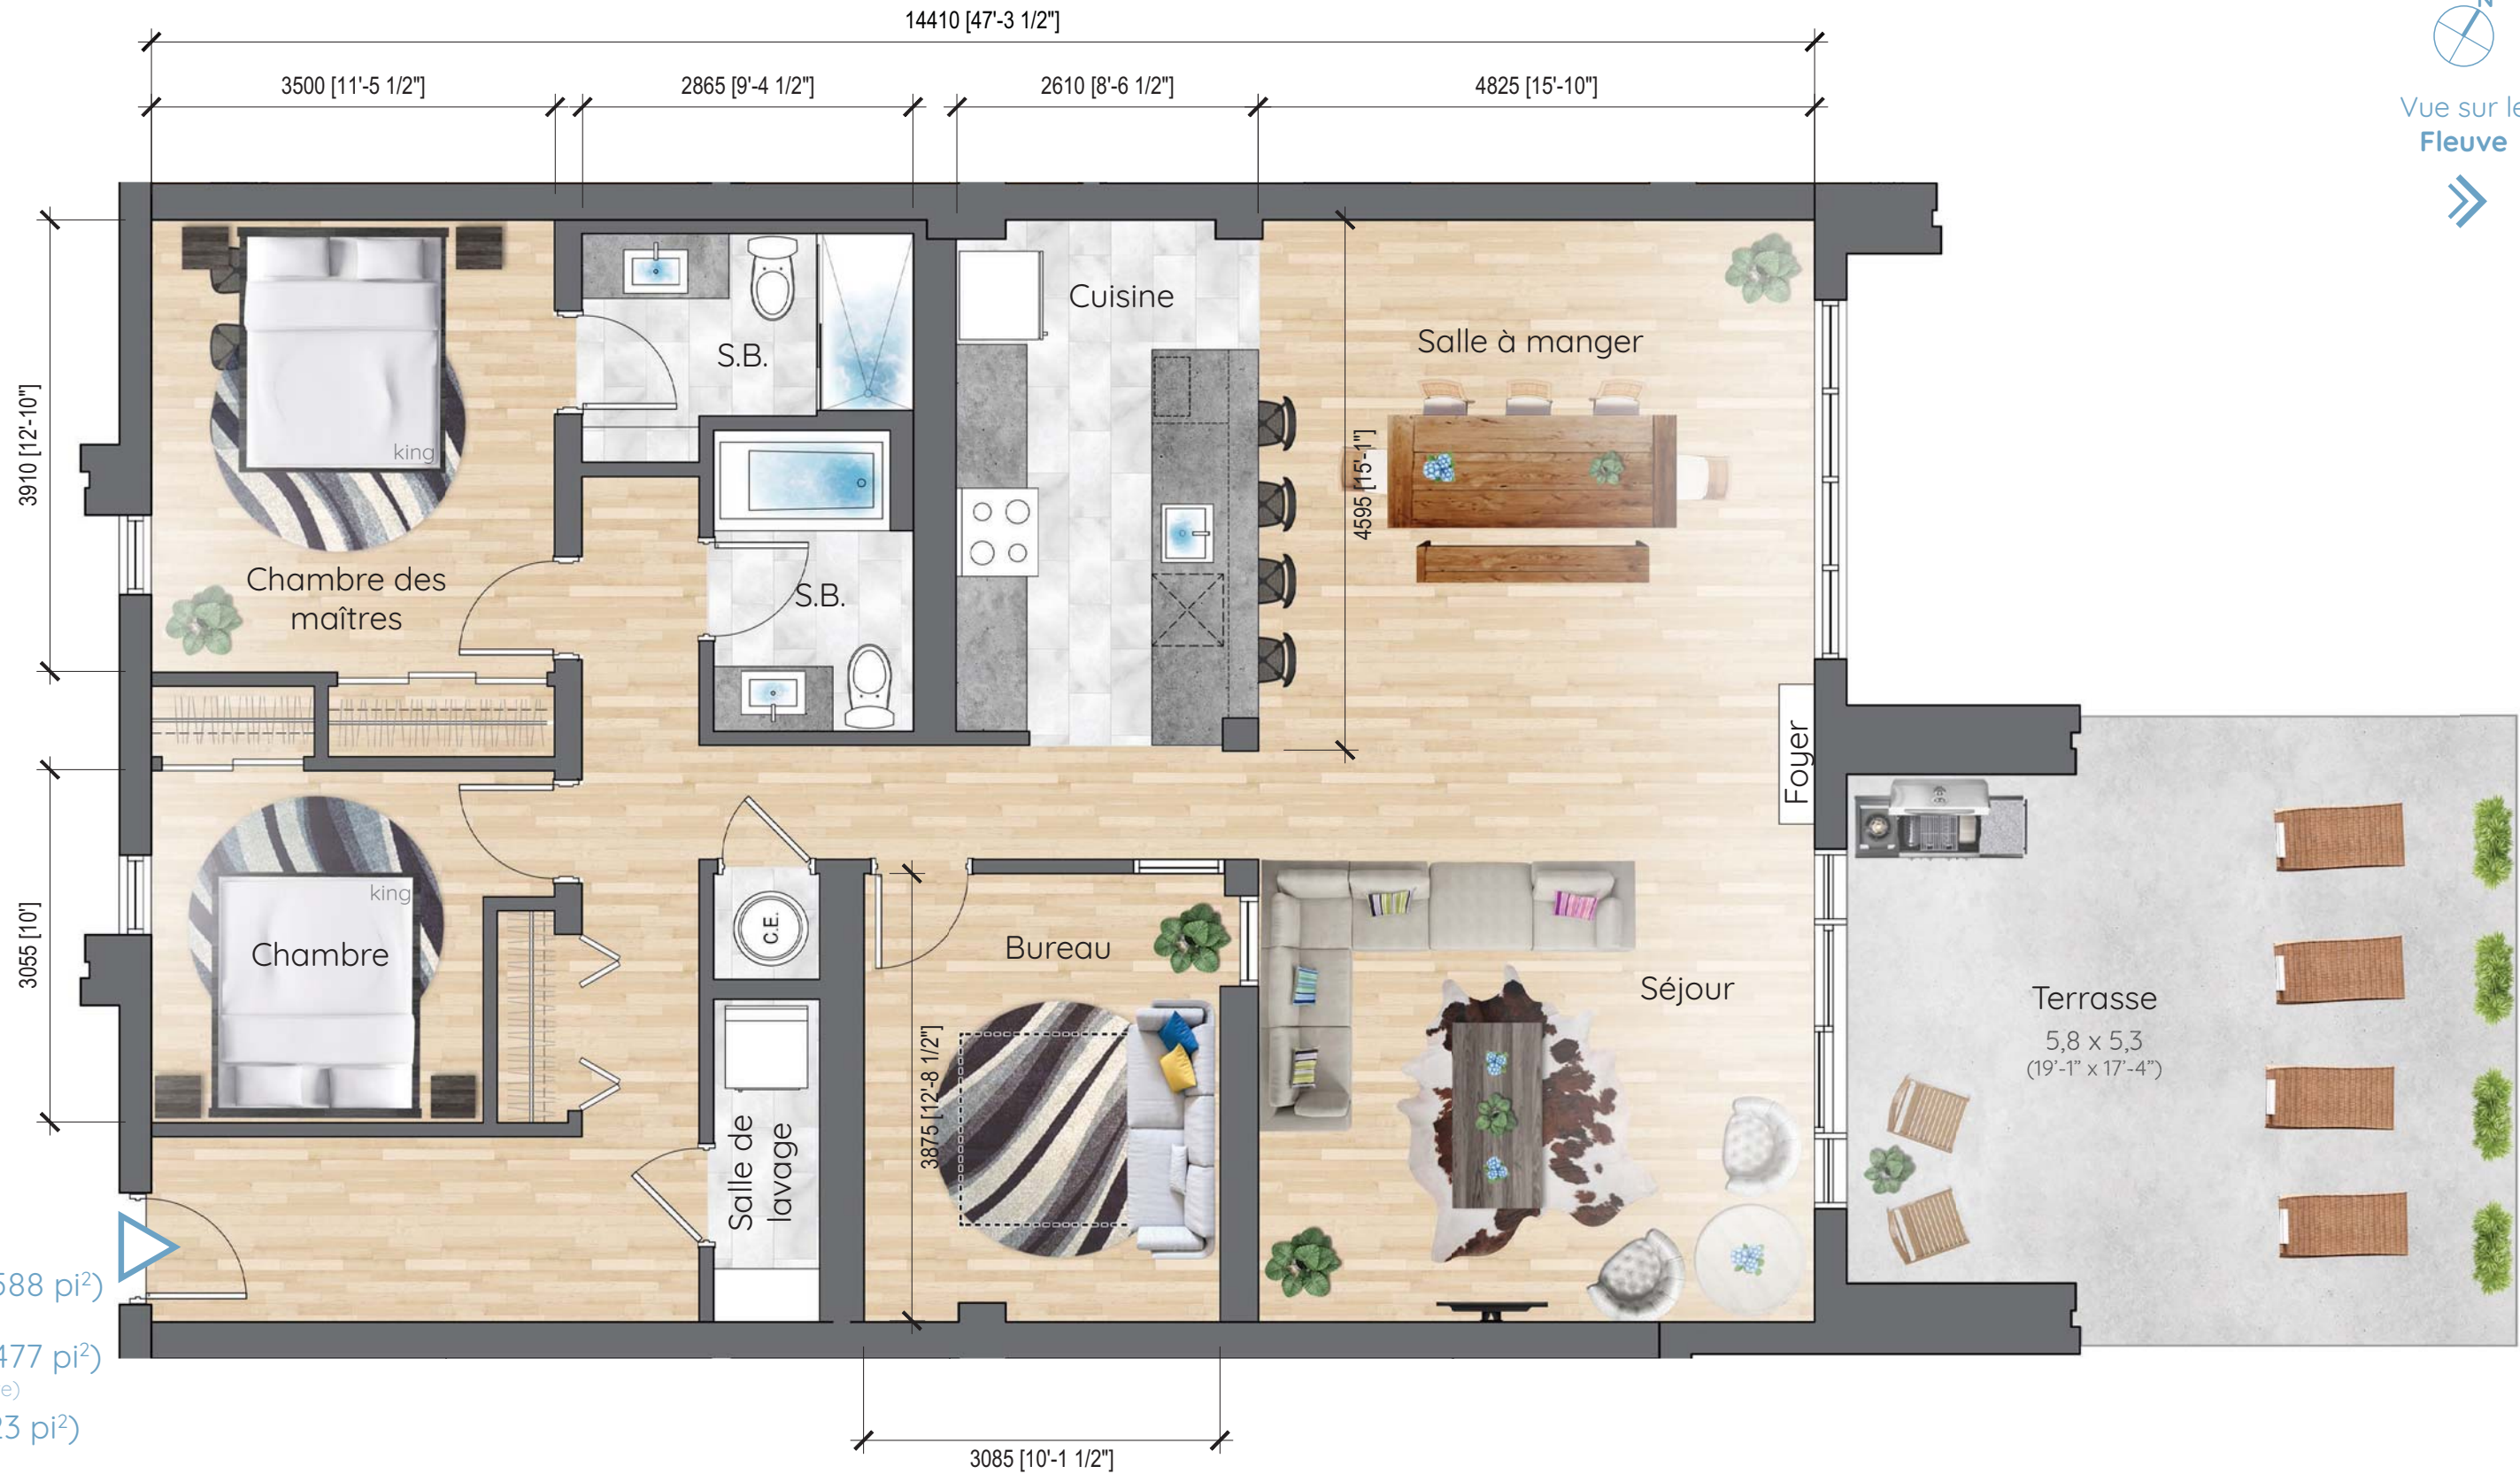 14410 [47'-3 1/2"]
3500 [11'-5 1/2"]
2865 [9'-4 1/2"]
2610 [8'-6 1/2"]
4825 [15'-10"]
N
Vue sur le
Fleuve
3910 [12'-10"]
king
Chambre des
maîtres
S.B.
S.B.
Cuisine
Salle à manger
4595 [15'-1"]
Foyer
3055 [10']
king
Chambre
C.E.
Salle de
lavage
Bureau
3875 [12'-8 1/2"]
Séjour
Terrasse
5,8 x 5,3
(19'-1" x 17'-4")
588 pi²)
477 pi²)
e)
23 pi²)
3085 [10'-1 1/2"]